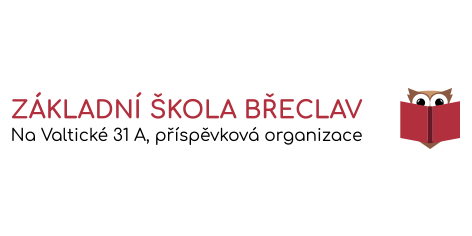 ZÁKLADNÍ ŠKOLA BŘECLAV
Na Valtické 31 A, příspěvková organizace